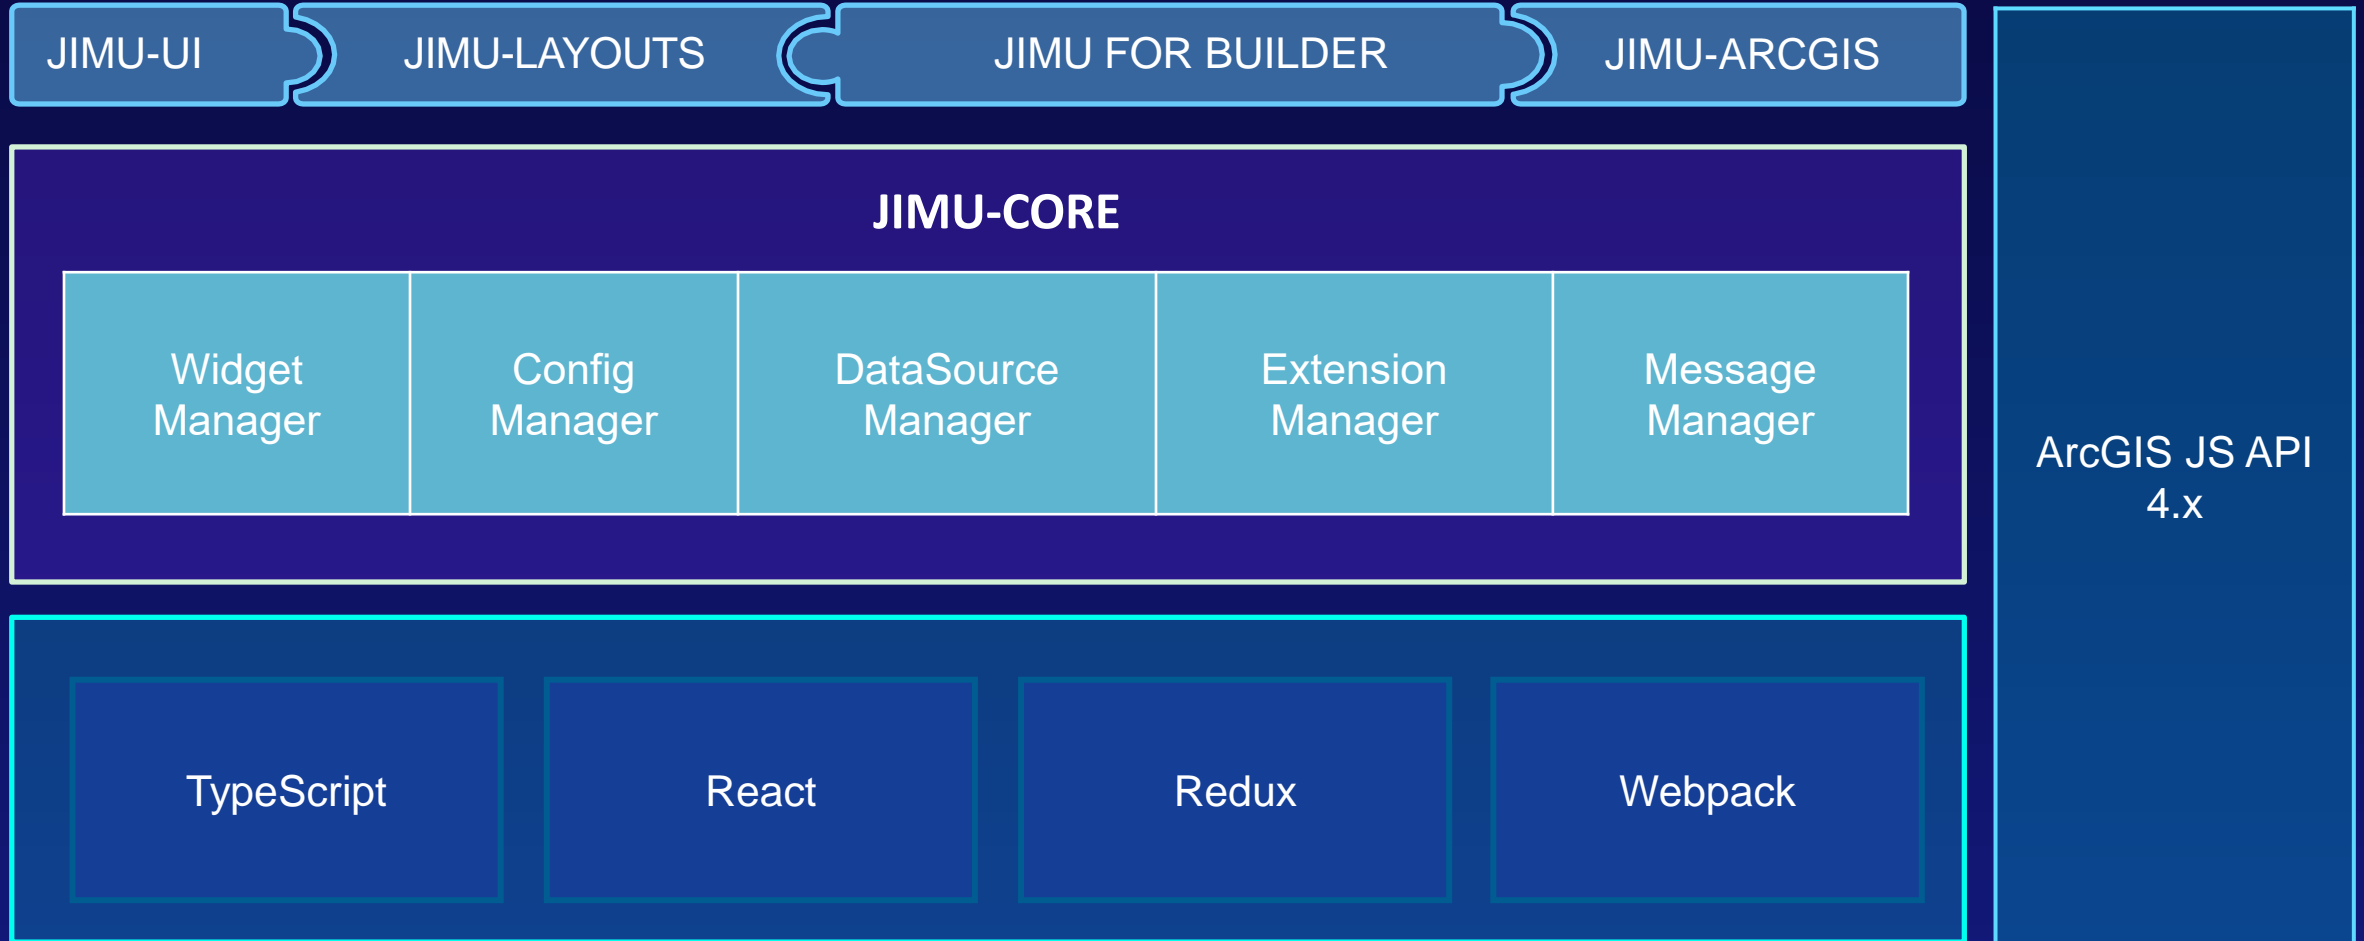 JIMU-UI
JIMU-LAYOUTS
JIMU FOR BUILDER
JIMU-ARCGIS
JIMU-CORE
Widget
Manager
Config
Manager
DataSource
Manager
Extension
Manager
Message
Manager
TypeScript
React
Redux
Webpack
ArcGIS JS API
4.x